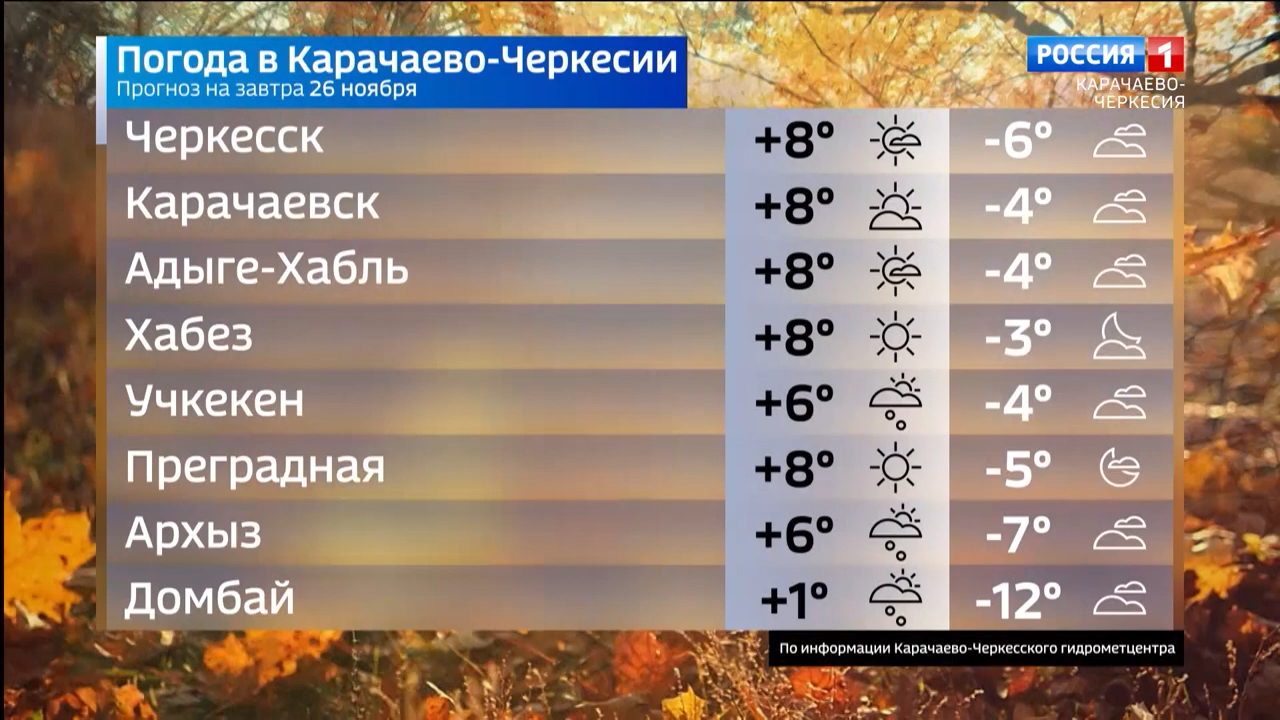 Погода в Карачаево-Черкесии
Прогноз на завтра 26 ноября
РОССИЯ 1
КАРАЧАЕВО-
ЧЕРКЕСИЯ
Черкесск +8° -6°
Карачаевск +8° -4°
Адыге-Хабль +8° -4°
Хабез +8° -3°
Учкекен +6° -4°
Преградная +8° -5°
Архыз +6° -7°
Домбай +1° -12°
По информации Карачаево-Черкесского гидрометцентра